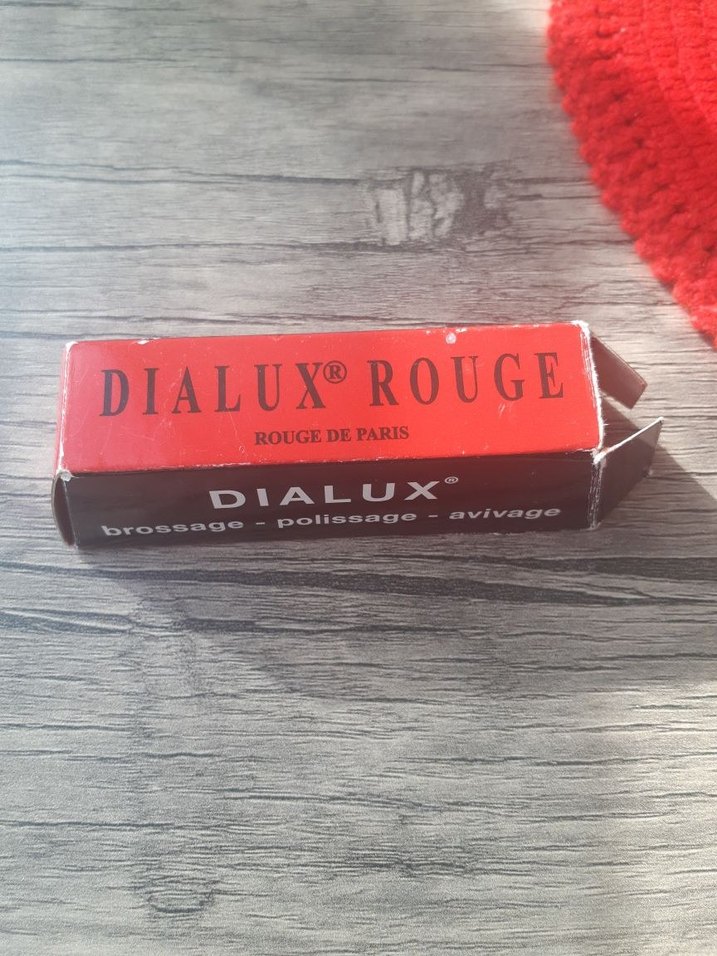 DIALUX® ROUGE
ROUGE DE PARIS
DIALUX®
brossage - polissage - avivage